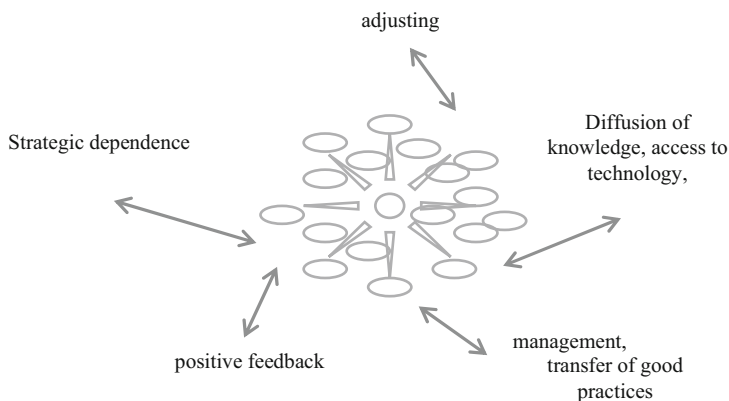 adjusting
Strategic dependence
Diffusion of
knowledge, access to
technology,
positive feedback
management,
transfer of good
practices